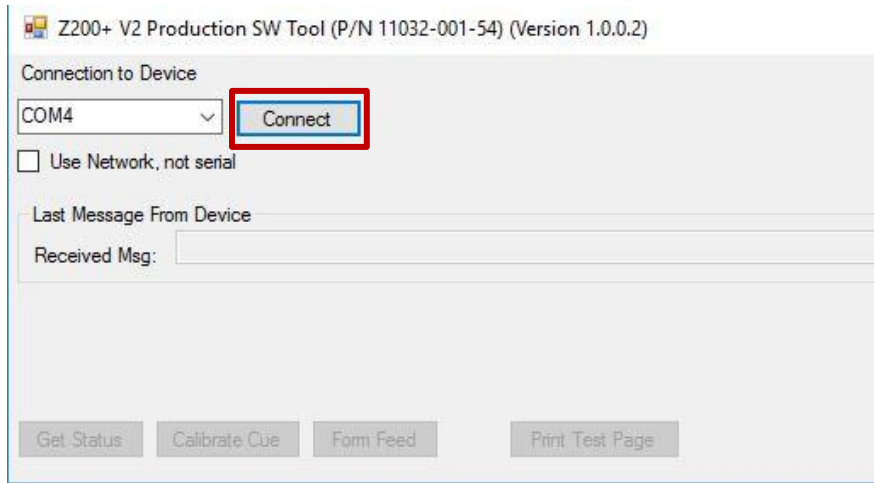 Z200+ V2 Production SW Tool (P/N 11032-001-54) (Version 1.0.0.2)
Connection to Device
COM4 Connect
Use Network, not serial
Last Message From Device
Received Msg:
Get Status Calibrate Cue Form Feed Print Test Page